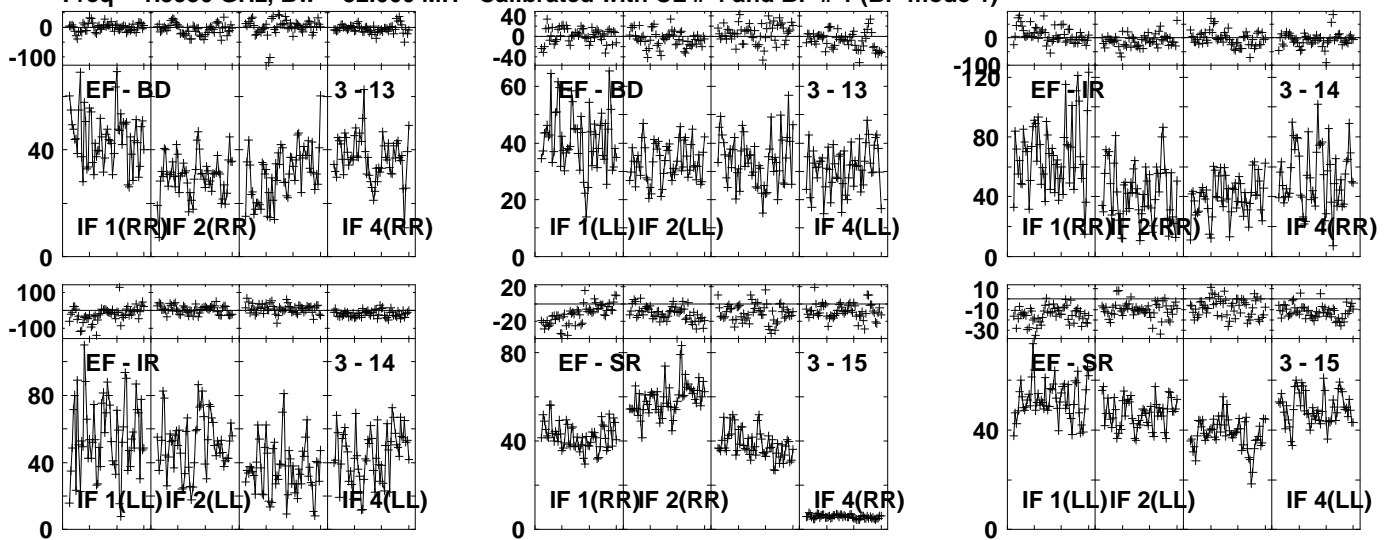 0
-100
EF - BD
3 - 13
40
IF 1(RR)
IF 2(RR)
IF 4(RR)
0
40
0
-40
60
EF - BD
3 - 13
40
20
IF 1(LL)
IF 2(LL)
IF 4(LL)
0
0
-100
120
EF - IR
3 - 14
80
40
IF 1(RR)
IF 2(RR)
IF 4(RR)
0
100
-100
EF - IR
3 - 14
80
40
IF 1(LL)
IF 2(LL)
IF 4(LL)
0
20
-20
80
EF - SR
3 - 15
40
IF 1(RR)
IF 2(RR)
IF 4(RR)
0
10
-10
-30
EF - SR
3 - 15
40
IF 1(LL)
IF 2(LL)
IF 4(LL)
0